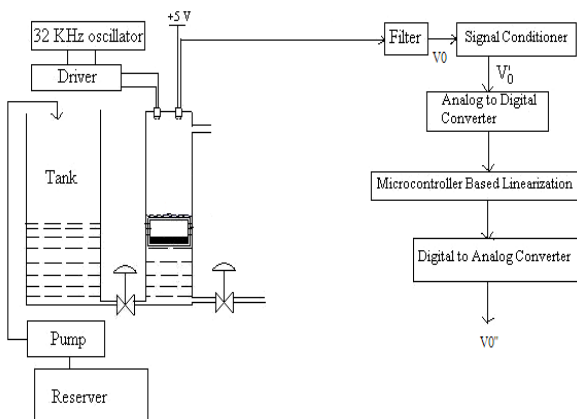 +5 V
32 KHz oscillator
Driver
Filter
V0
Signal Conditioner
V'0
Analog to Digital
Converter
Tank
Microcontroller Based Linearization
Digital to Analog Converter
V0"
Pump
Reserver